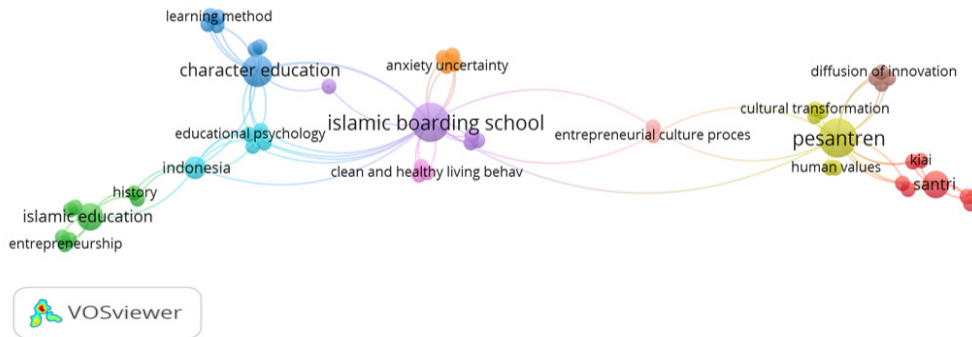 learning method
character education
anxiety uncertainty
diffusion of innovation
cultural transformation
islamic boarding school
entrepreneurial culture proces
pesantren
educational psychology
kiai
indonesia
clean and healthy living behav
human values
santri
history
islamic education
entrepreneurship
VOSviewer